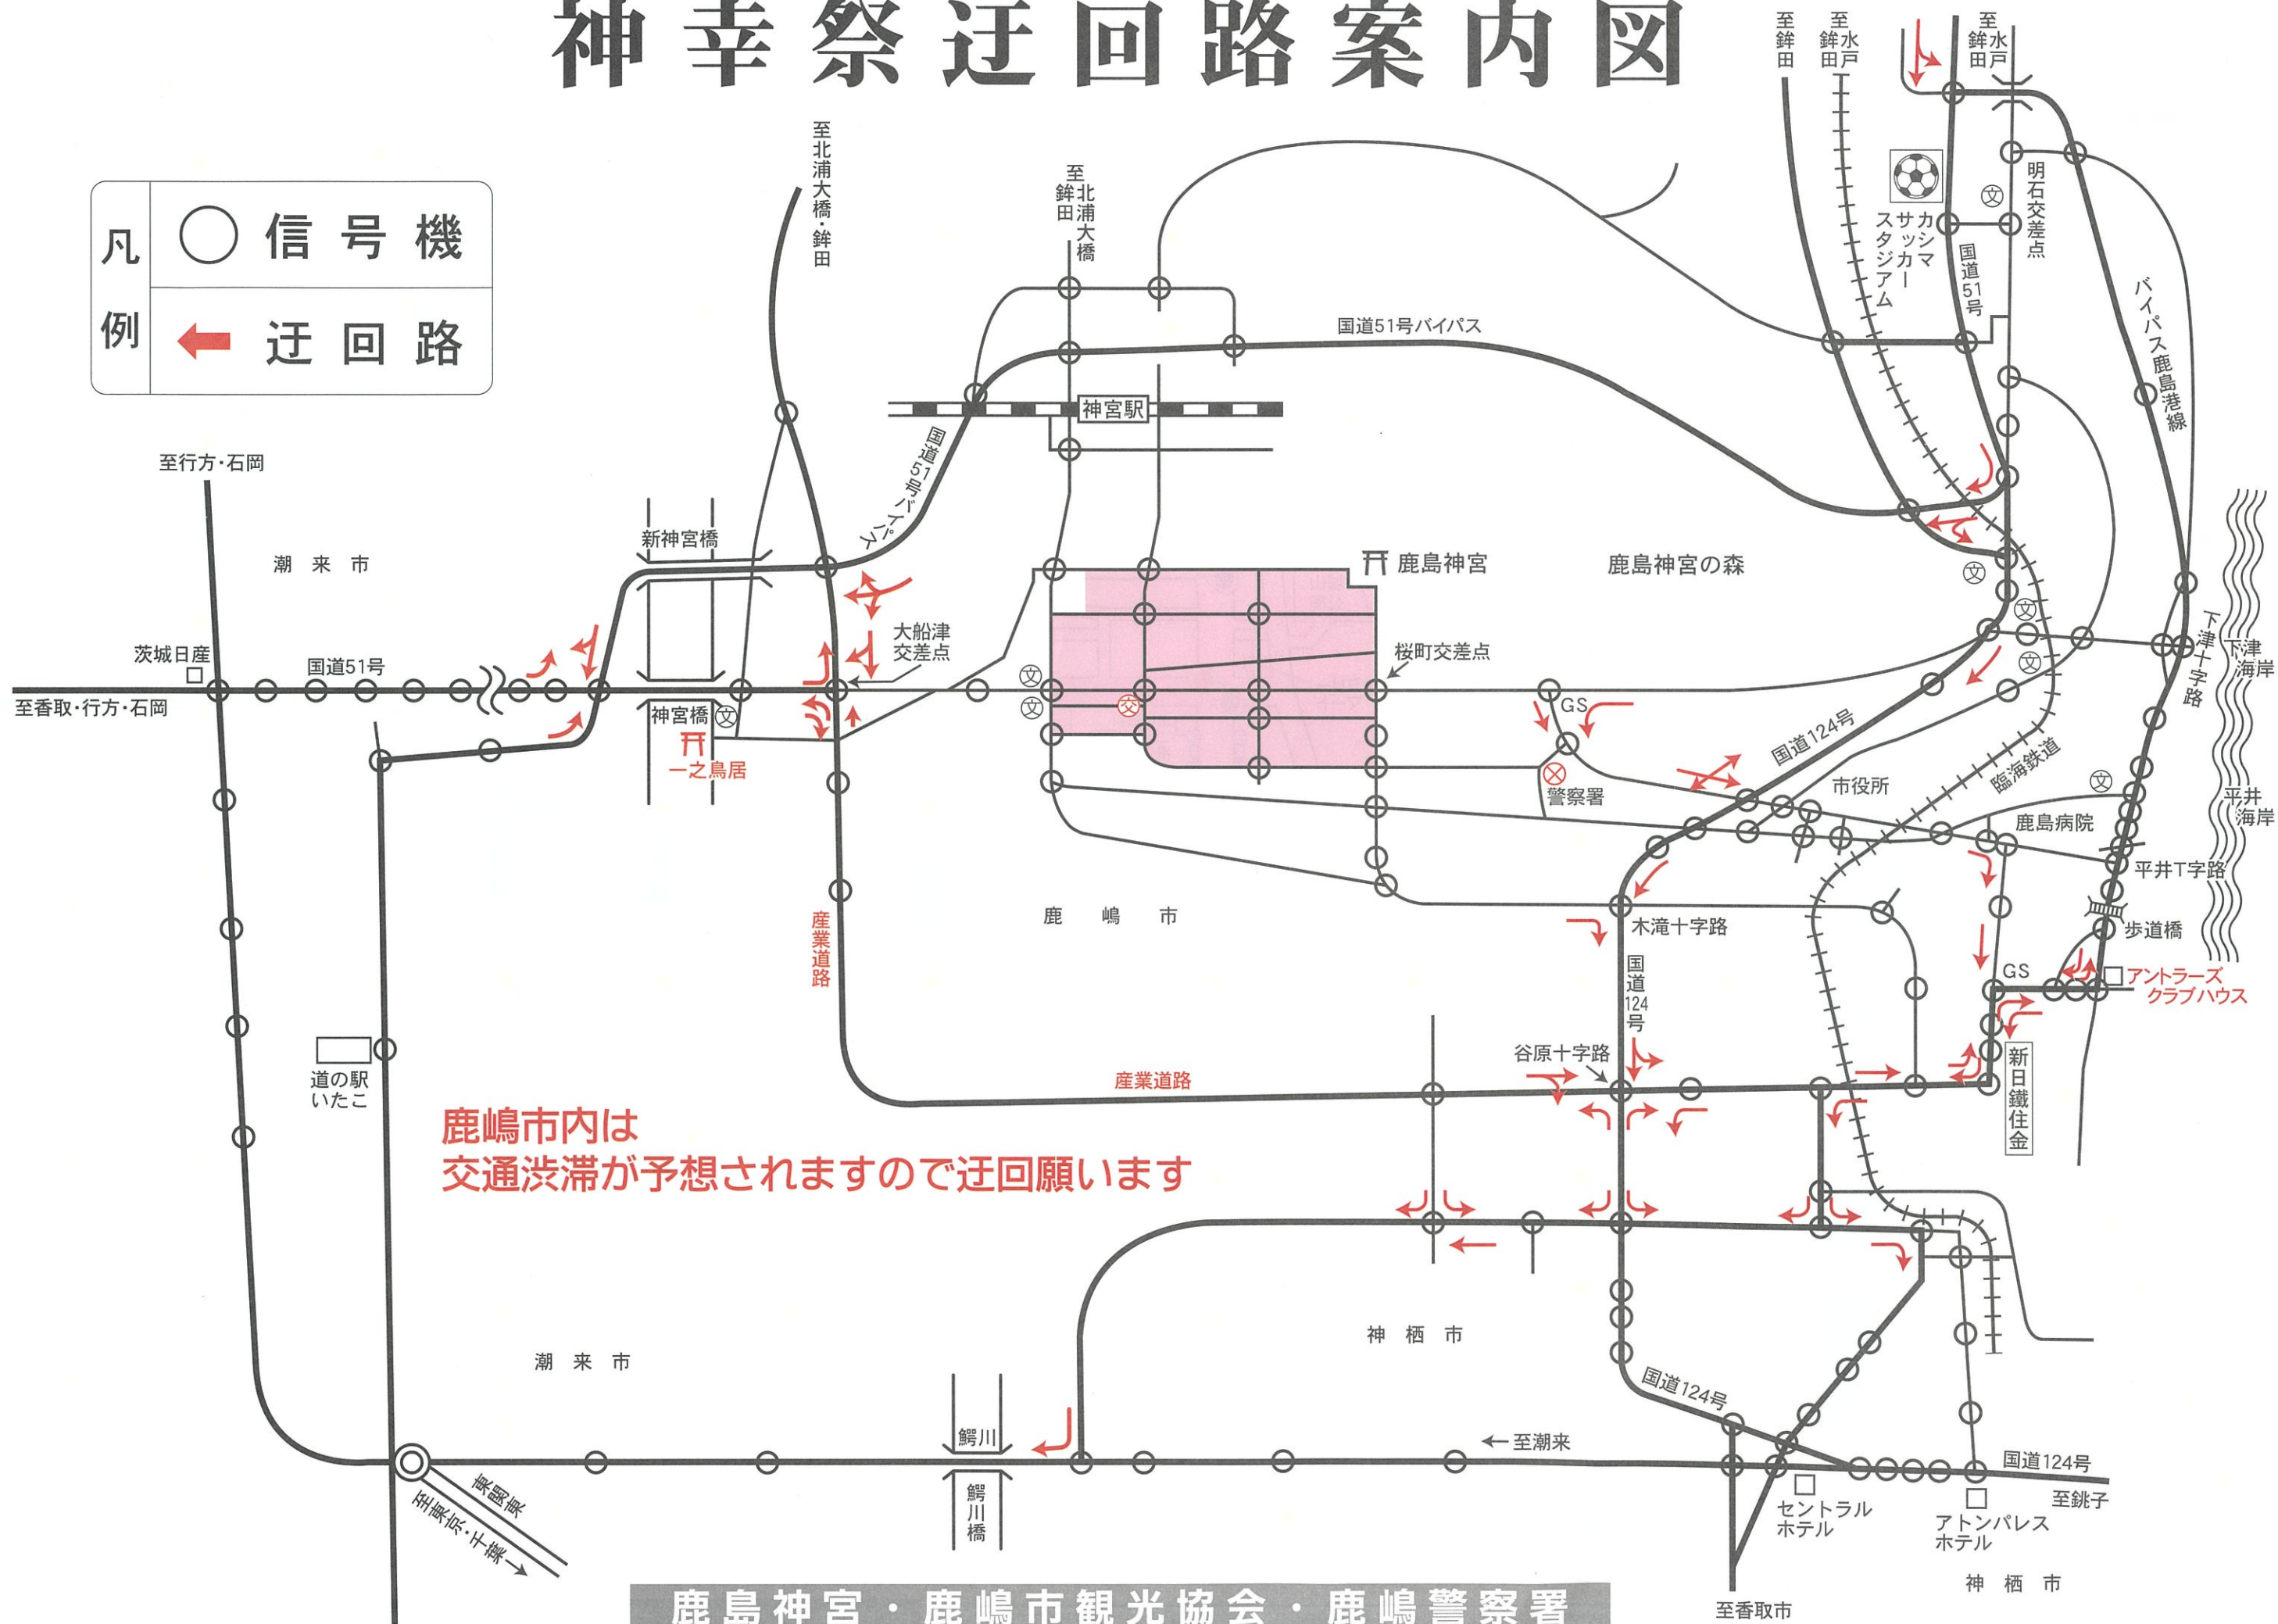 神幸祭迂回路案内図
凡例
信号機
迂回路
至北浦大橋・鉾田
至鉾田
北浦大橋
至鉾田
至鉾田
水戸
至鉾田
水戸
カシマ
サッカー
スタジアム
国道51号
明石交差点
文
バイパス鹿島港線
国道51号バイパス
神宮駅
国道51号バイパス
至行方・石岡
潮来市
新神宮橋
鹿島神宮
鹿島神宮の森
文
文
文
下津十字路
下津
海岸
茨城日産
国道51号
至香取・行方・石岡
大船津
交差点
桜町交差点
神宮橋
文
一之鳥居
文
文
交
GS
警察署
国道124号
市役所
臨海鉄道
文
平井
海岸
鹿島病院
平井T字路
歩道橋
産業道路
鹿嶋市
木滝十字路
国道124号
GS
アントラーズ
クラブハウス
道の駅
いたこ
産業道路
谷原十字路
新日鐵住金
鹿嶋市内は
交通渋滞が予想されますので迂回願います
潮来市
神栖市
国道124号
鰐川
鰐川橋
←至潮来
国道124号
至銚子
東関東
至東京・千葉→
セントラル
ホテル
アトンパレス
ホテル
神栖市
至香取市
鹿島神宮・鹿嶋市観光協会・鹿嶋警察署